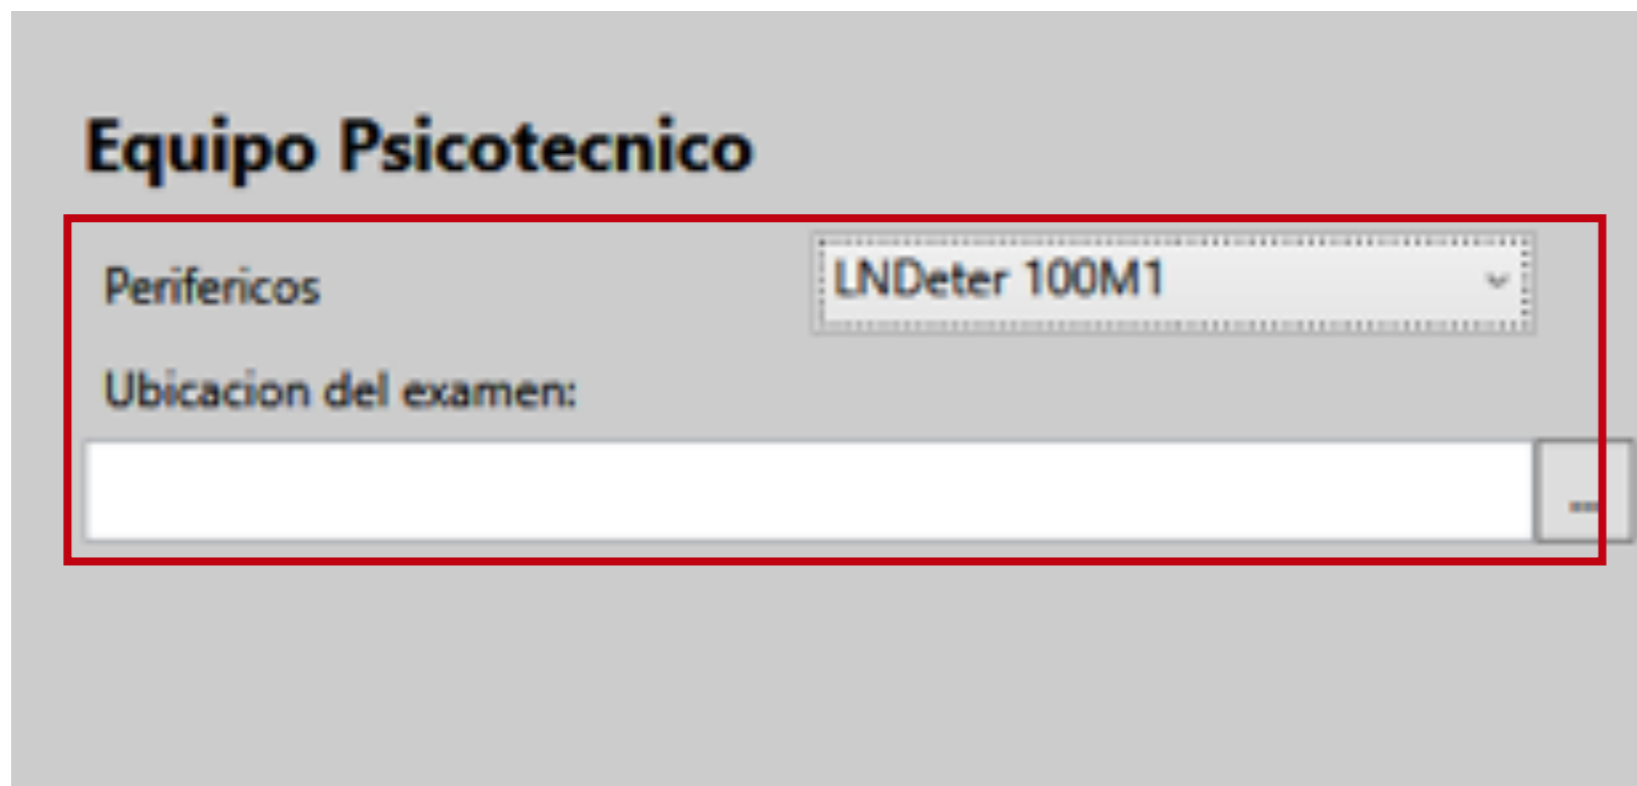 Equipo Psicotecnico
Perifericos
LNDeter 100M1
Ubicacion del examen:
...